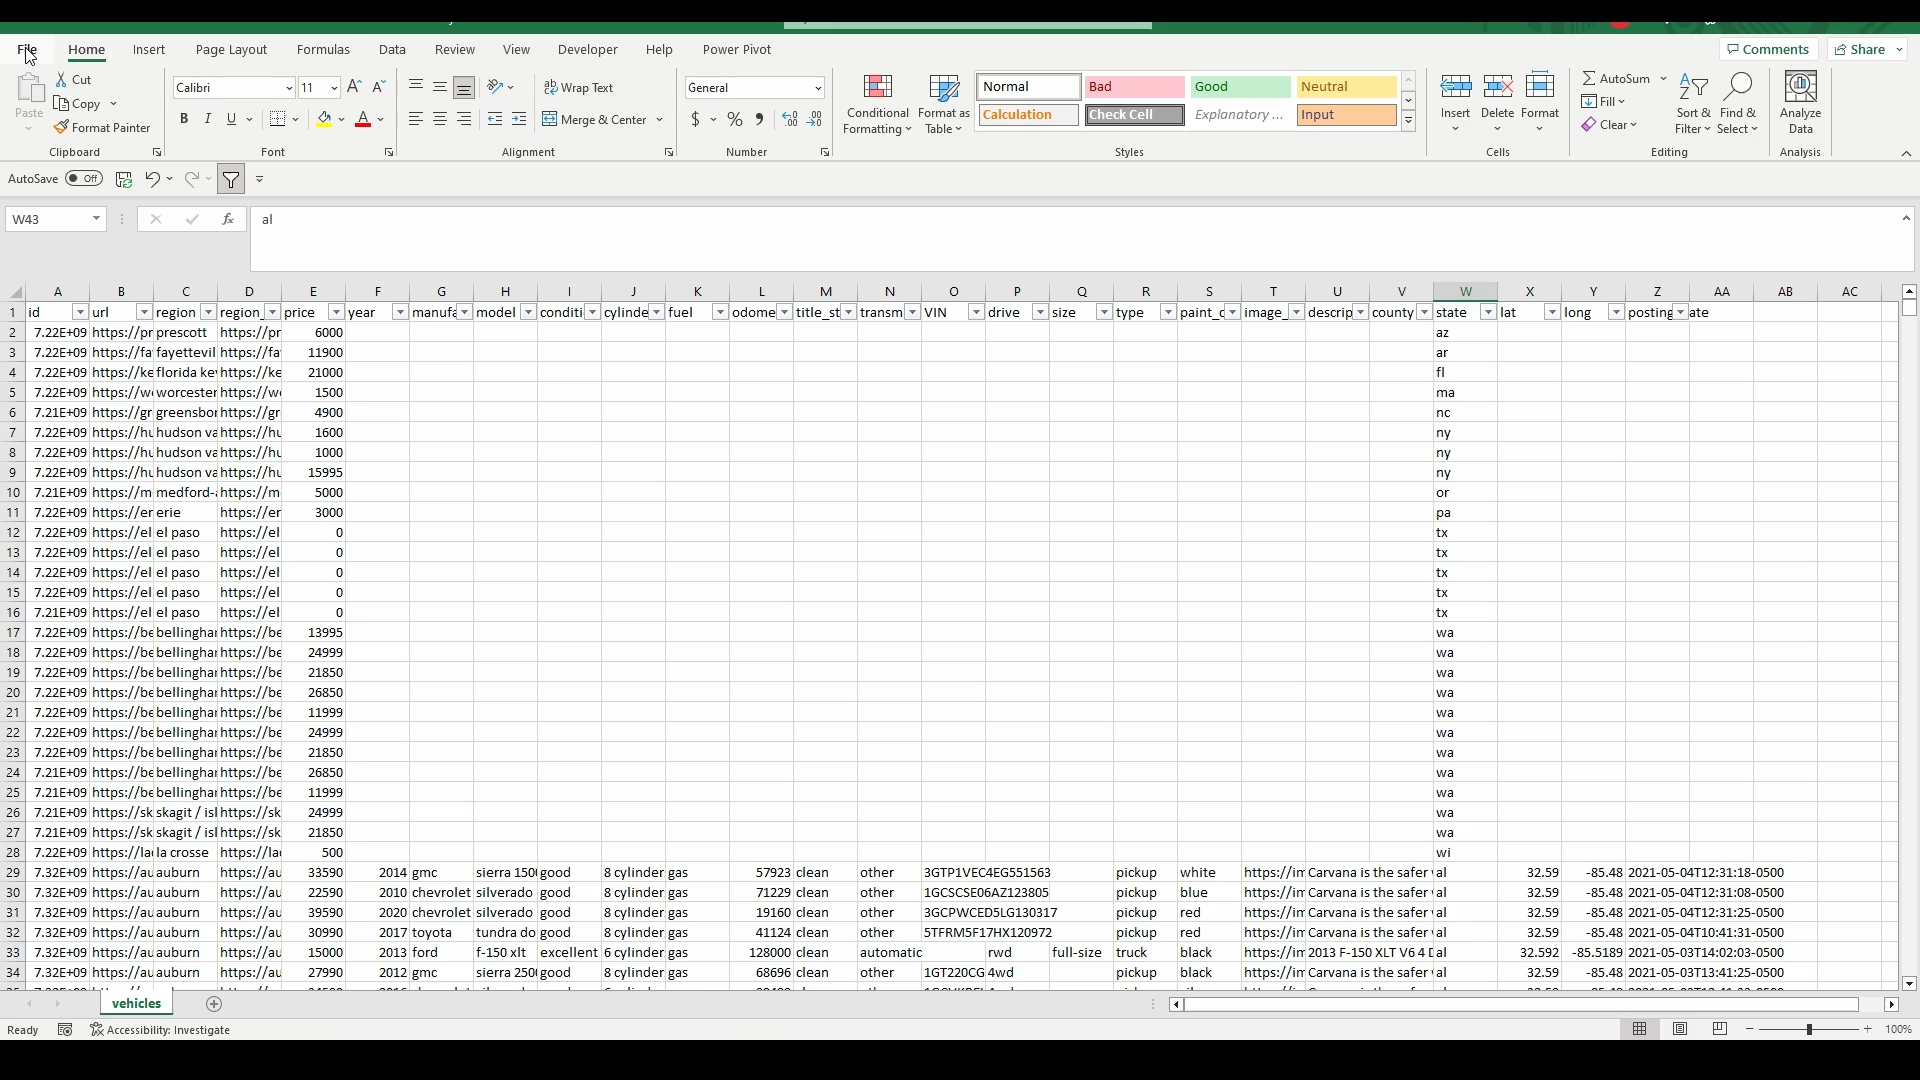 File Home Insert Page Layout Formulas Data Review View Developer Help Power Pivot Comments Share
Paste Cut Copy Format Painter Clipboard
Calibri 11 B I U A Font
Wrap Text Merge & Center Alignment
General $ % Number
Conditional Formatting Format as Table
Normal Bad Good Neutral
Calculation Check Cell Explanatory ... Input
Styles
Insert Delete Format Cells
AutoSum Fill Clear Sort & Filter Find & Select Editing
Analyze Data Analysis
AutoSave Off
W43 fx al
A B C D E F G H I J K L M N O P Q R S T U V W X Y Z AA AB AC
1 id url region region_ price year manufa model conditi cylinde fuel odome title_st transm VIN drive size type paint_c image_ descrip county state lat long posting ate
2 7.22E+09 https://pr prescott https://pr 6000 az
3 7.22E+09 https://fa fayettevil https://fa 11900 ar
4 7.22E+09 https://ke florida ke https://ke 21000 fl
5 7.22E+09 https://w worcester https://w 1500 ma
6 7.21E+09 https://gr greensbor https://gr 4900 nc
7 7.22E+09 https://hu hudson va https://hu 1600 ny
8 7.22E+09 https://hu hudson va https://hu 1000 ny
9 7.22E+09 https://hu hudson va https://hu 15995 ny
10 7.21E+09 https://m medford- https://m 5000 or
11 7.22E+09 https://er erie https://er 3000 pa
12 7.22E+09 https://el el paso https://el 0 tx
13 7.22E+09 https://el el paso https://el 0 tx
14 7.22E+09 https://el el paso https://el 0 tx
15 7.22E+09 https://el el paso https://el 0 tx
16 7.21E+09 https://el el paso https://el 0 tx
17 7.22E+09 https://be bellingha https://be 13995 wa
18 7.22E+09 https://be bellingha https://be 24999 wa
19 7.22E+09 https://be bellingha https://be 21850 wa
20 7.22E+09 https://be bellingha https://be 26850 wa
21 7.22E+09 https://be bellingha https://be 11999 wa
22 7.22E+09 https://be bellingha https://be 24999 wa
23 7.22E+09 https://be bellingha https://be 21850 wa
24 7.21E+09 https://be bellingha https://be 26850 wa
25 7.21E+09 https://be bellingha https://be 11999 wa
26 7.21E+09 https://sk skagit / isl https://sk 24999 wa
27 7.21E+09 https://sk skagit / isl https://sk 21850 wa
28 7.22E+09 https://la la crosse https://la 500 wi
29 7.32E+09 https://au auburn https://au 33590 2014 gmc sierra 150 good 8 cylinder gas 57923 clean other 3GTP1VEC4EG551563 pickup white https://im Carvana is the safer al 32.59 -85.48 2021-05-04T12:31:18-0500
30 7.32E+09 https://au auburn https://au 22590 2010 chevrolet silverado good 8 cylinder gas 71229 clean other 1GCSCSE06AZ123805 pickup blue https://im Carvana is the safer al 32.59 -85.48 2021-05-04T12:31:08-0500
31 7.32E+09 https://au auburn https://au 39590 2020 chevrolet silverado good 8 cylinder gas 19160 clean other 3GCPWCED5LG130317 pickup red https://im Carvana is the safer al 32.59 -85.48 2021-05-04T12:31:25-0500
32 7.32E+09 https://au auburn https://au 30990 2017 toyota tundra do good 8 cylinder gas 41124 clean other 5TFRM5F17HX120972 pickup red https://im Carvana is the safer al 32.59 -85.48 2021-05-04T10:41:31-0500
33 7.32E+09 https://au auburn https://au 15000 2013 ford f-150 xlt excellent 6 cylinder gas 128000 clean automatic rwd full-size truck black https://im 2013 F-150 XLT V6 4 D al 32.592 -85.5189 2021-05-03T14:02:03-0500
34 7.32E+09 https://au auburn https://au 27990 2012 gmc sierra 250 good 8 cylinder gas 68696 clean other 1GT220CG 4wd pickup black https://im Carvana is the safer al 32.59 -85.48 2021-05-03T13:41:25-0500
vehicles
Ready Accessibility: Investigate 100%